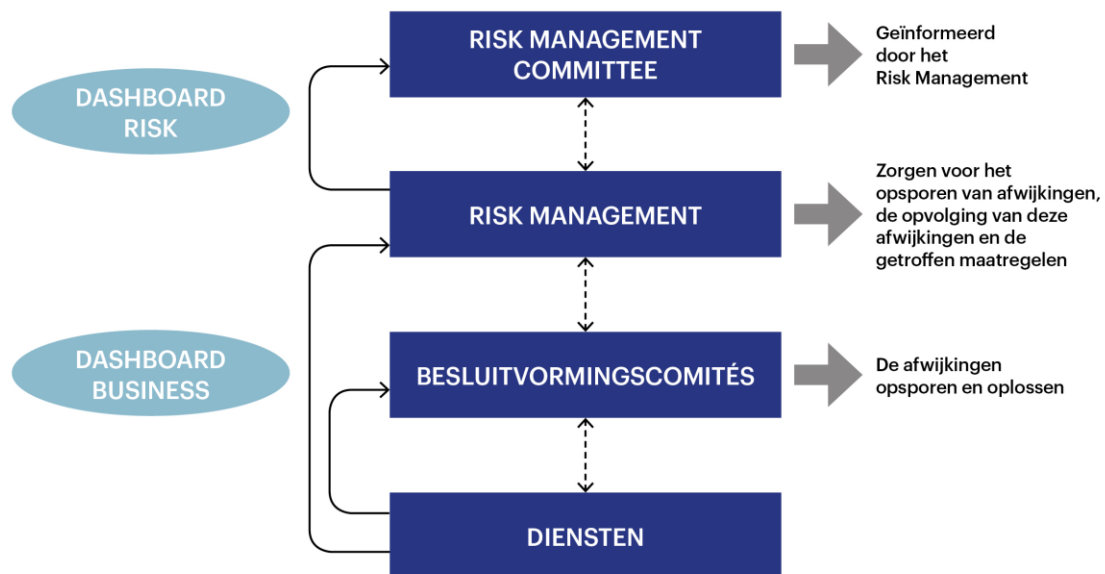 RISK MANAGEMENT
COMMITTEE
Geïnformeerd
door het
Risk Management
DASHBOARD
RISK
RISK MANAGEMENT
Zorgen voor het
opsporen van afwijkingen,
de opvolging van deze
afwijkingen en de
getroffen maatregelen
DASHBOARD
BUSINESS
BESLUITVORMINGSCOMITÉS
De afwijkingen
opsporen en oplossen
DIENSTEN